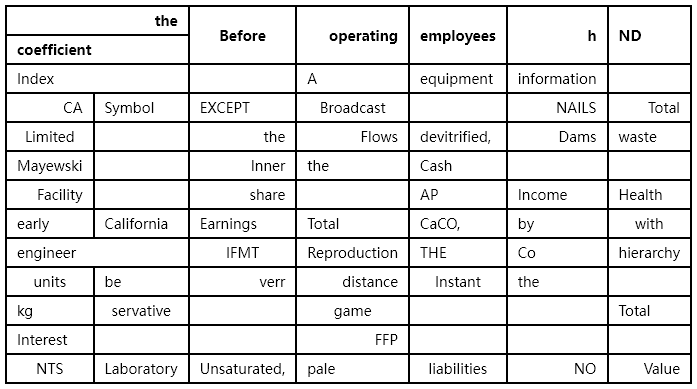 the Before operating employees h ND
coefficient
Index A equipment information
CA Symbol EXCEPT Broadcast NAILS Total
Limited the Flows devitrified, Dams waste
Mayewski Inner the Cash
Facility share AP Income Health
early California Earnings Total CaCO, by with
engineer IFMT Reproduction THE Co hierarchy
units be verr distance Instant the
kg servative game Total
Interest FFP
NTS Laboratory Unsaturated, pale liabilities NO Value